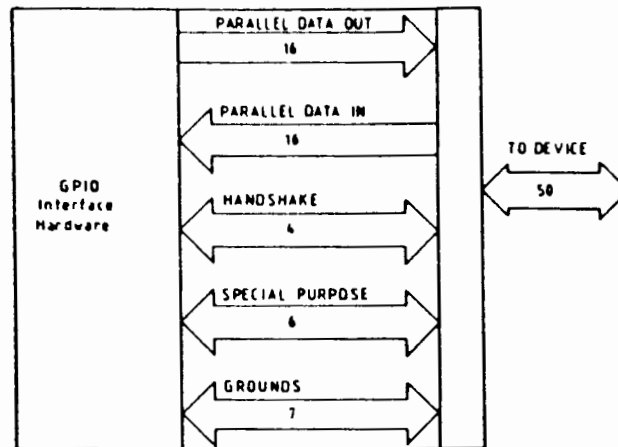 PARALLEL DATA OUT
16
PARALLEL DATA IN
16
TO DEVICE
50
GPIO
Interface
Hardware
HANDSHAKE
4
SPECIAL PURPOSE
6
GROUNDS
7